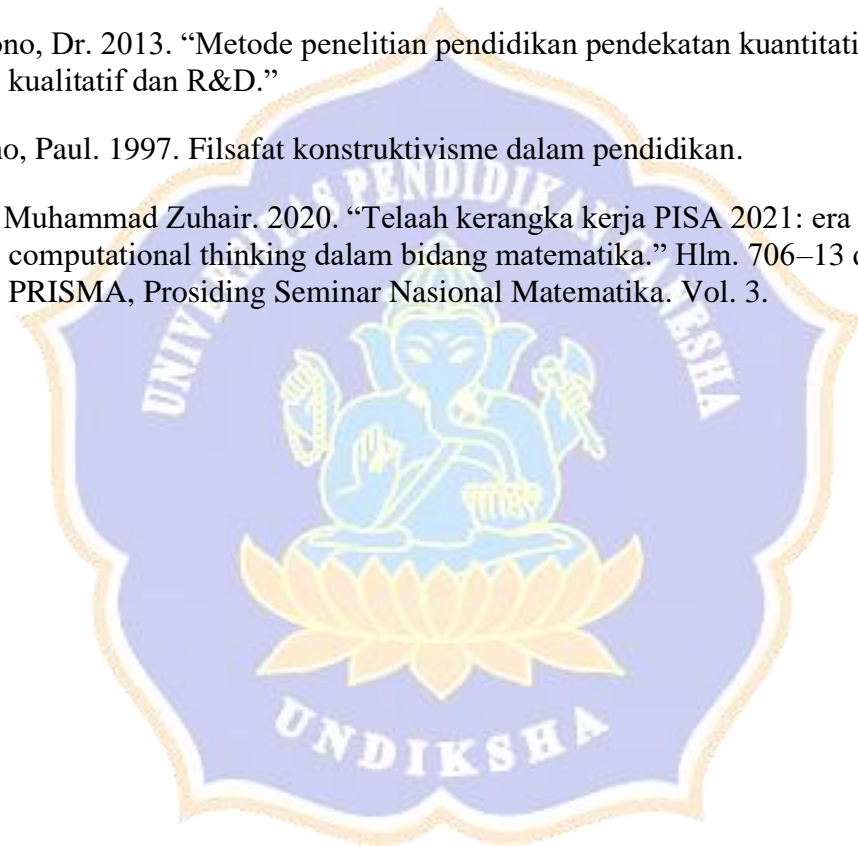 ono, Dr. 2013. “Metode penelitian pendidikan pendekatan kuantitati
kualitatif dan R&D.”
no, Paul. 1997. Filsafat konstruktivisme dalam pendidikan.
Muhammad Zuhair. 2020. “Telaah kerangka kerja PISA 2021: era
computational thinking dalam bidang matematika.” Hlm. 706–13 d
PRISMA, Prosiding Seminar Nasional Matematika. Vol. 3.
UNIVERSITAS PENDIDIKAN GANESHA
UNDIKSHA